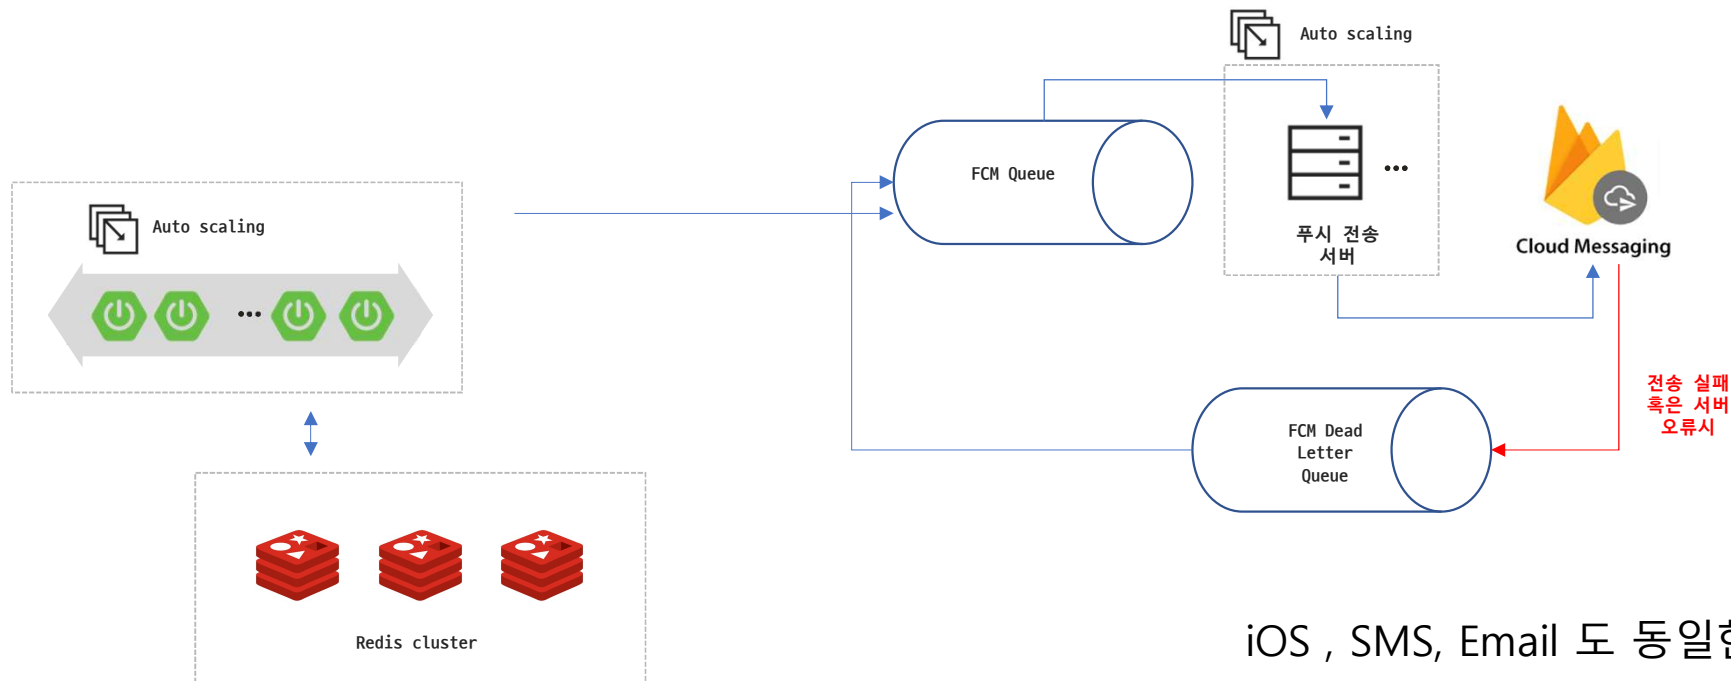 Auto scaling
FCM Queue
푸시 전송
서버
Cloud Messaging
Auto scaling
전송 실패
혹은 서버
오류시
FCM Dead
Letter
Queue
Redis cluster
iOS , SMS, Email 도 동일한